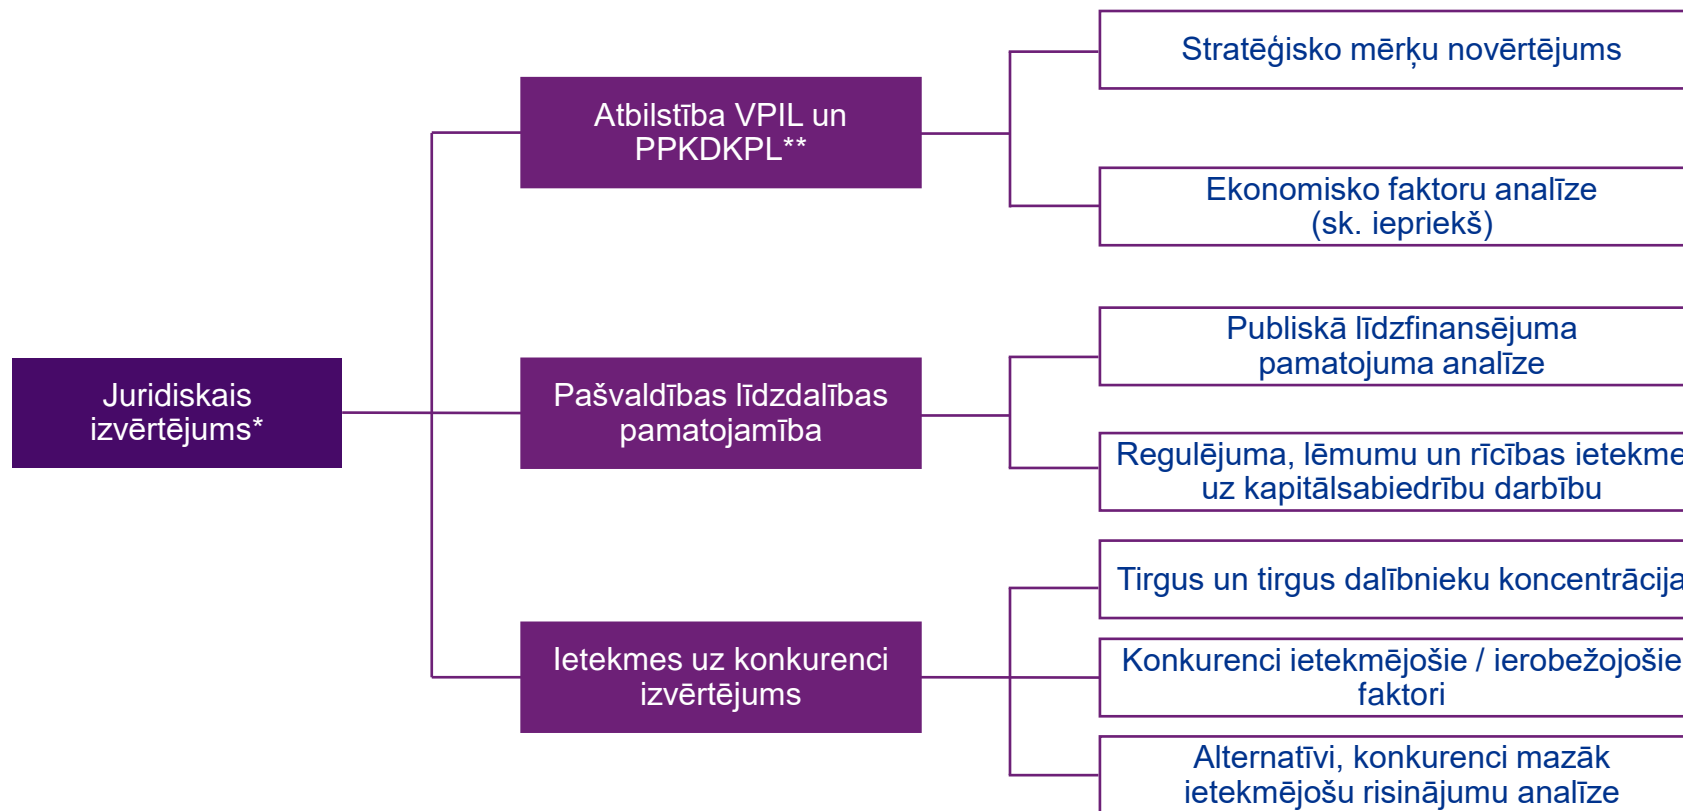 Juridiskais
izvērtējums*
Atbilstība VPIL un
PPKDKPL**
Stratēģisko mērķu novērtējums
Ekonomisko faktoru analīze
(sk. iepriekš)
Pašvaldības līdzdalības
pamatojamība
Publiskā līdzfinansējuma
pamatojuma analīze
Regulējuma, lēmumu un rīcības ietekme
uz kapitālsabiedrību darbību
Ietekmes uz konkurenci
izvērtējums
Tirgus un tirgus dalībnieku koncentrācija
Konkurenci ietekmējošie / ierobežojošie
faktori
Alternatīvi, konkurenci mazāk
ietekmējošu risinājumu analīze